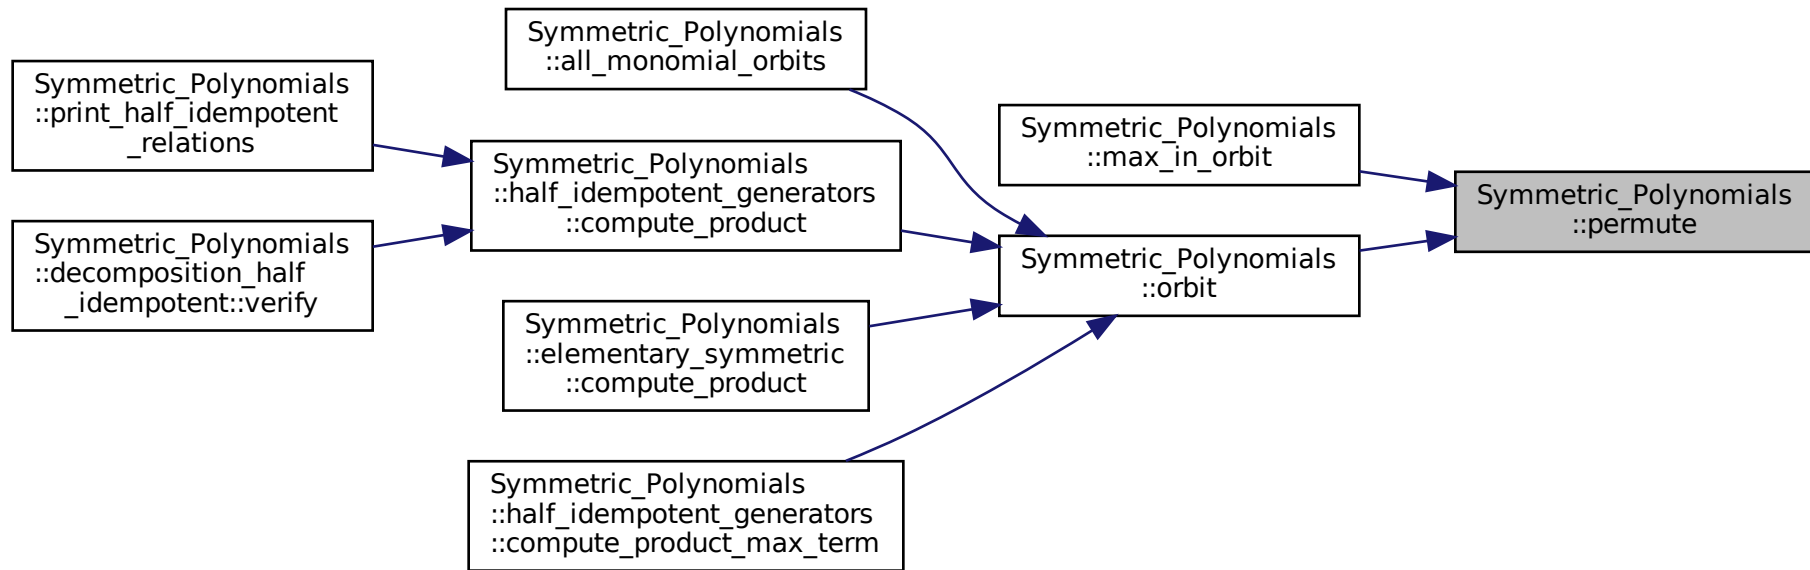 Symmetric_Polynomials
::print_half_idempotent
_relations
Symmetric_Polynomials
::decomposition_half
_idempotent::verify
Symmetric_Polynomials
::all_monomial_orbits
Symmetric_Polynomials
::half_idempotent_generators
::compute_product
Symmetric_Polynomials
::elementary_symmetric
::compute_product
Symmetric_Polynomials
::half_idempotent_generators
::compute_product_max_term
Symmetric_Polynomials
::max_in_orbit
Symmetric_Polynomials
::orbit
Symmetric_Polynomials
::permute